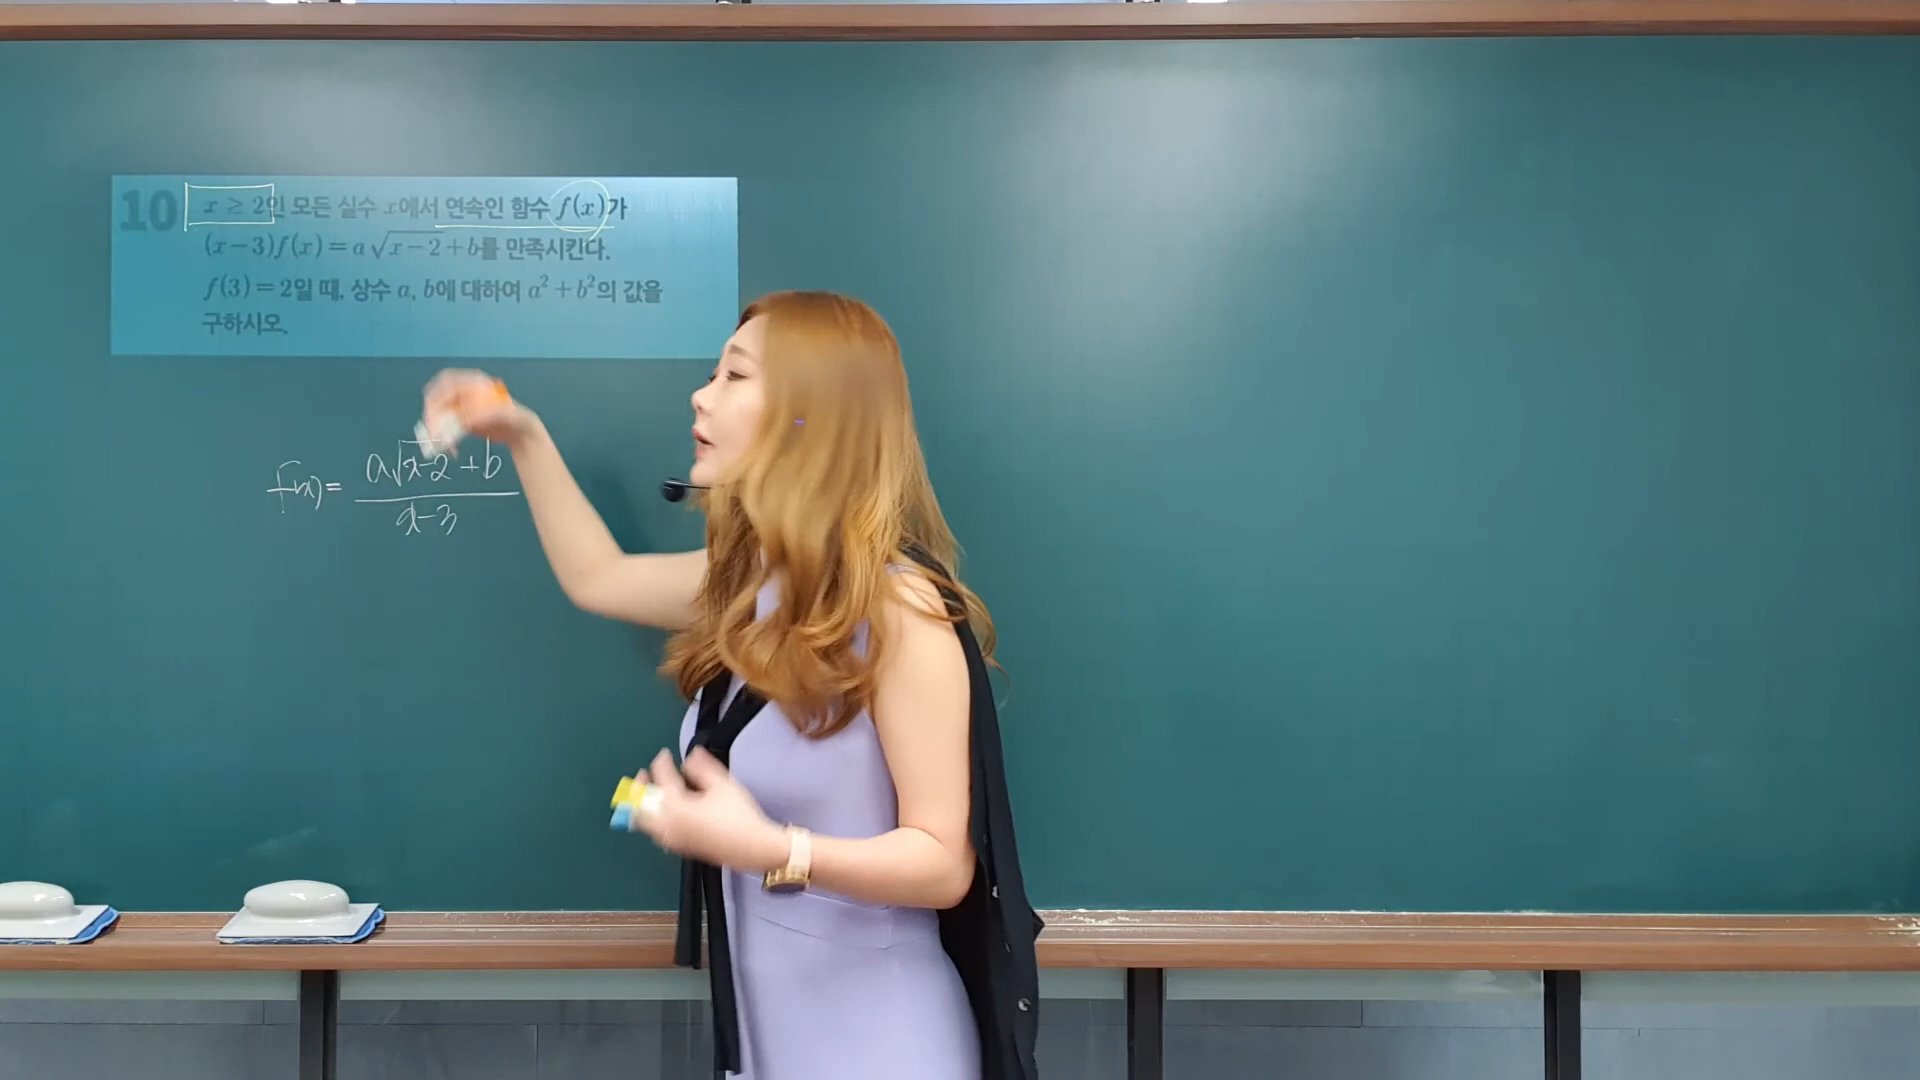 10 x ≥ 2인 모든 실수 x에서 연속인 함수 f(x)가
(x-3)f(x)=a√(x-2)+b를 만족시킨다.
f(3)=2일 때, 상수 a, b에 대하여 a²+b²의 값을
구하시오.
f(x)= (a√(x-2)+b)/(x-3)